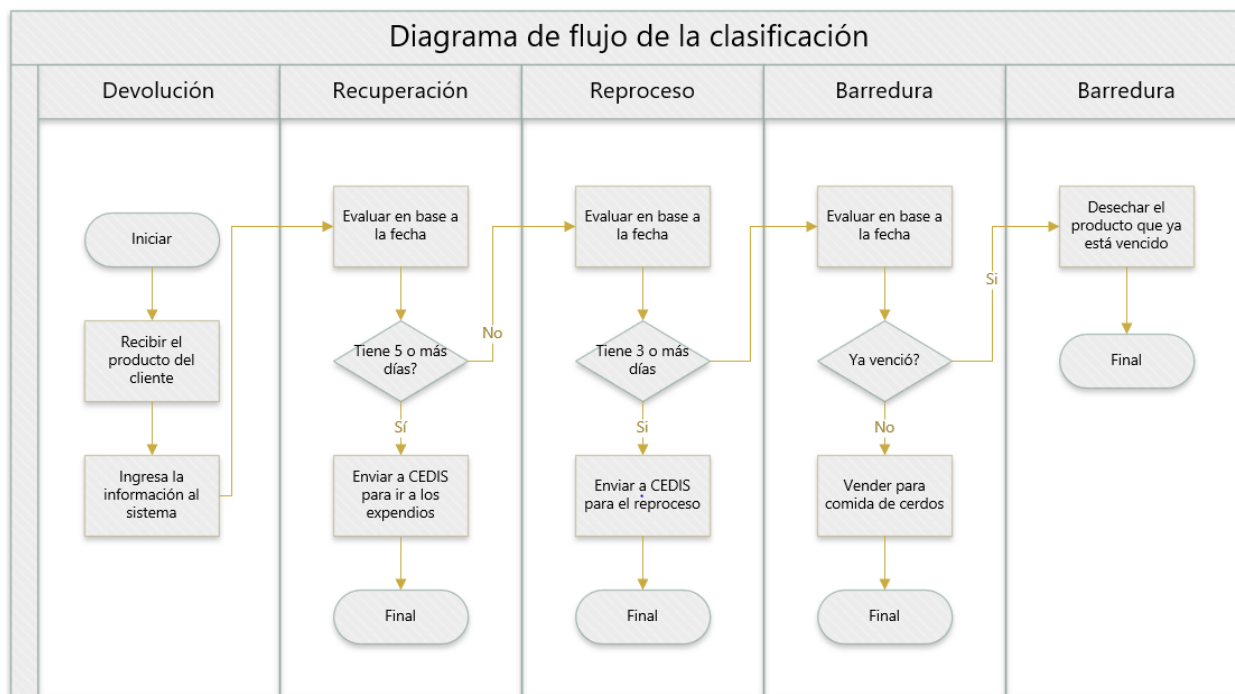 Diagrama de flujo de la clasificación
Devolución
Recuperación
Reproceso
Barredura
Barredura
Iniciar
Recibir el
producto del
cliente
Ingresa la
información al
sistema
Evaluar en base a
la fecha
Tiene 5 o más
días?
No
Sí
Enviar a CEDIS
para ir a los
expendios
Final
Evaluar en base a
la fecha
Tiene 3 o más
días
Si
Enviar a CEDIS
para el reproceso
Final
Evaluar en base a
la fecha
Ya venció?
Si
No
Vender para
comida de cerdos
Final
Desechar el
producto que ya
está vencido
Final